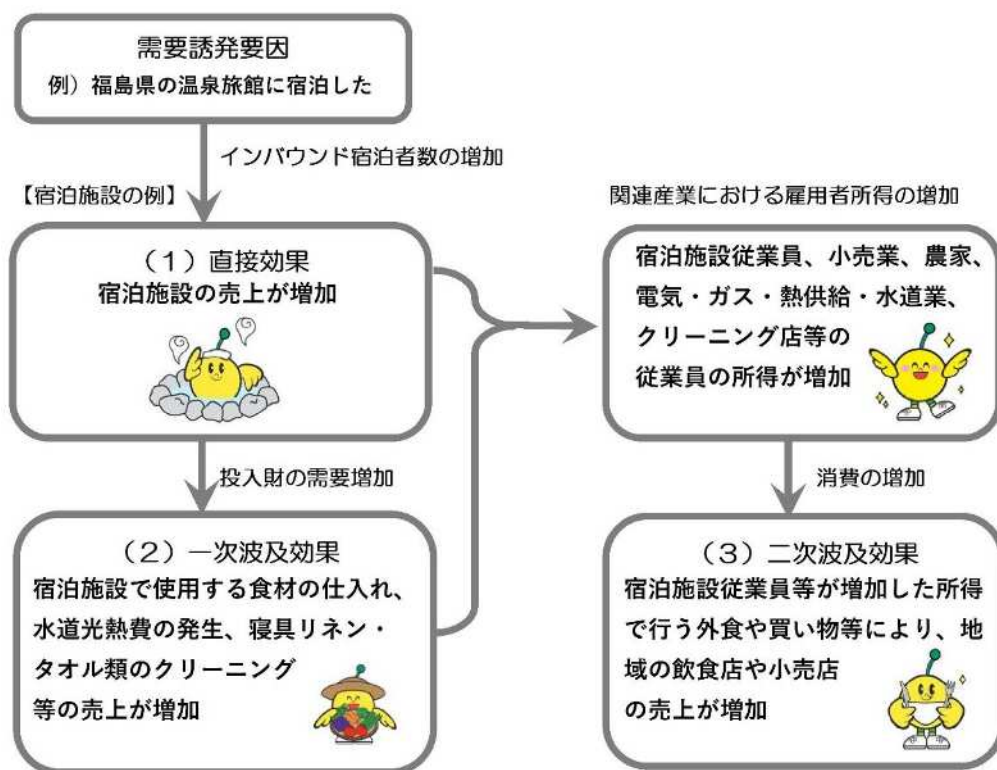 需要誘発要因
例）福島県の温泉旅館に宿泊した
インバウンド宿泊者数の増加
【宿泊施設の例】
（１）直接効果
宿泊施設の売上が増加
投入財の需要増加
（２）一次波及効果
宿泊施設で使用する食材の仕入れ、
水道光熱費の発生、寝具リネン・
タオル類のクリーニング
等の売上が増加
関連産業における雇用者所得の増加
宿泊施設従業員、小売業、農家、
電気・ガス・熱供給・水道業、
クリーニング店等の
従業員の所得が増加
消費の増加
（３）二次波及効果
宿泊施設従業員等が増加した所得
で行う外食や買い物等により、地
域の飲食店や小売店
の売上が増加